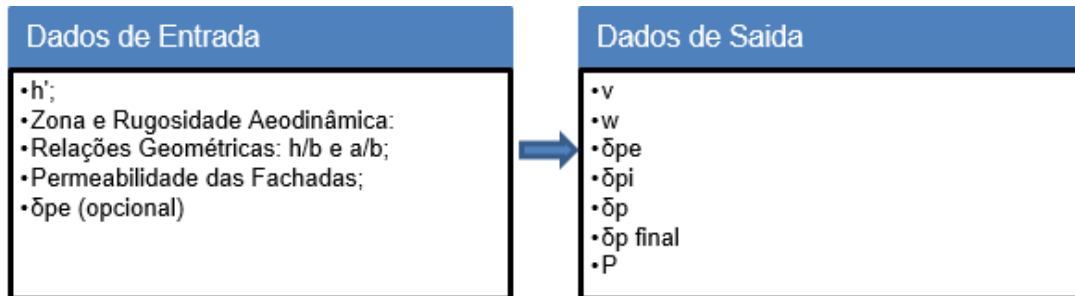 Dados de Entrada
•h';
•Zona e Rugosidade Aeodinâmica:
•Relações Geométricas: h/b e a/b;
•Permeabilidade das Fachadas;
•δpe (opcional)
Dados de Saida
•v
•w
•δpe
•δpi
•δp
•δp final
•P